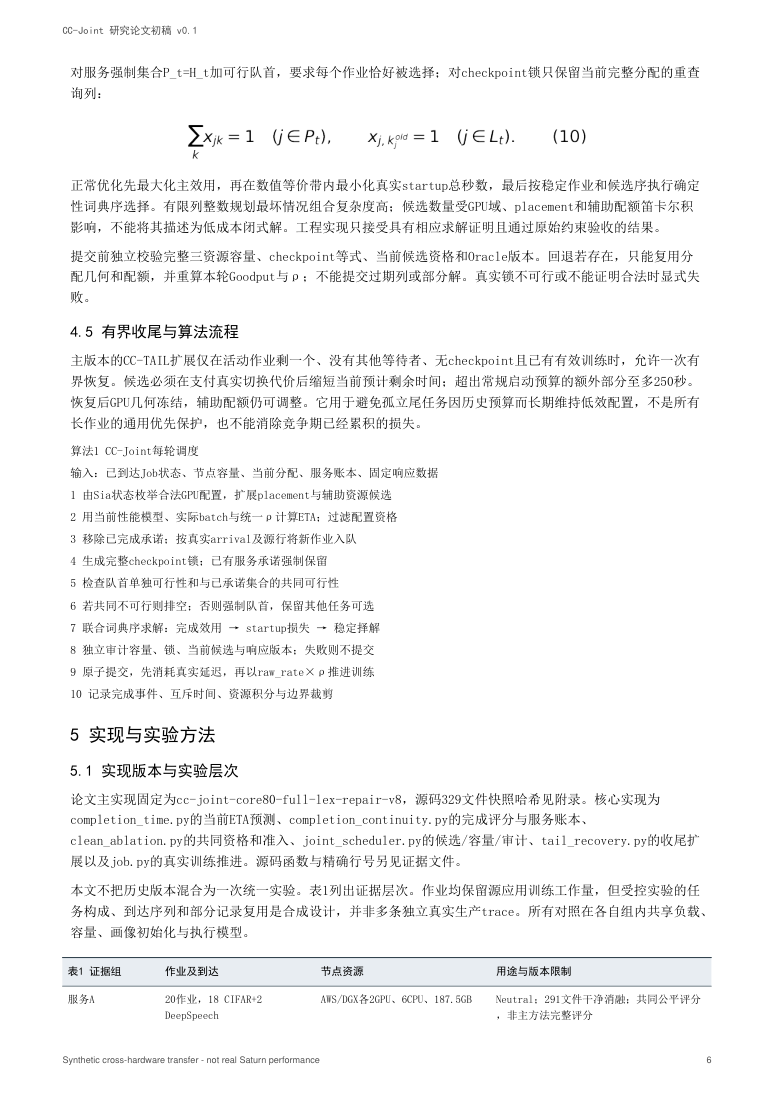 CC-Joint 研究论文初稿 v0.1
对服务强制集合P_t=H_t加可行队首，要求每个作业恰好被选择；对checkpoint锁只保留当前完整分配的重查
询列：
∑_k x_{jk} = 1 (j ∈ P_t),  x_{j, k_j^{old}} = 1 (j ∈ L_t).  (10)
正常优化先最大化主效用，再在数值等价带内最小化真实startup总秒数，最后按稳定作业和候选序执行确定
性词典序选择。有限列整数规划最坏情况组合复杂度高；候选数量受GPU域、placement和辅助配额笛卡尔积
影响，不能将其描述为低成本闭式解。工程实现只接受具有相应求解证明且通过原始约束验收的结果。
提交前独立校验完整三资源容量、checkpoint等式、当前候选资格和Oracle版本。回退若存在，只能复用分
配几何和配额，并重算本轮Goodput与ρ；不能提交过期列或部分解。真实锁不可行或不能证明合法时显式失
败。
4.5 有界收尾与算法流程
主版本的CC-TAIL扩展仅在活动作业剩一个、没有其他等待者、无checkpoint且已有有效训练时，允许一次有
界恢复。候选必须在支付真实切换代价后缩短当前预计剩余时间；超出常规启动预算的额外部分至多250秒。
恢复后GPU几何冻结，辅助配额仍可调整。它用于避免孤立尾任务因历史预算而长期维持低效配置，不是所有
长作业的通用优先保护，也不能消除竞争期已经累积的损失。
算法1 CC-Joint每轮调度
输入：已到达Job状态、节点容量、当前分配、服务账本、固定响应数据
1 由Sia状态枚举合法GPU配置，扩展placement与辅助资源候选
2 用当前性能模型、实际batch与统一ρ计算ETA；过滤配置资格
3 移除已完成承诺；按真实arrival及源行将新作业入队
4 生成完整checkpoint锁；已有服务承诺强制保留
5 检查队首单独可行性和与已承诺集合的共同可行性
6 若共同不可行则排空；否则强制队首，保留其他任务可选
7 联合词典序求解：完成效用 → startup损失 → 稳定择解
8 独立审计容量、锁、当前候选与响应版本；失败则不提交
9 原子提交，先消耗真实延迟，再以raw_rate×ρ推进训练
10 记录完成事件、互斥时间、资源积分与边界裁剪
5 实现与实验方法
5.1 实现版本与实验层次
论文主实现固定为cc-joint-core80-full-lex-repair-v8，源码329文件快照哈希见附录。核心实现为
completion_time.py的当前ETA预测、completion_continuity.py的完成评分与服务账本、
clean_ablation.py的共同资格和准入、joint_scheduler.py的候选/容量/审计、tail_recovery.py的收尾扩
展以及job.py的真实训练推进。源码函数与精确行号另见证据文件。
本文不把历史版本混合为一次统一实验。表1列出证据层次。作业均保留源应用训练工作量，但受控实验的任
务构成、到达序列和部分记录复用是合成设计，并非多条独立真实生产trace。所有对照在各自组内共享负载、
容量、画像初始化与执行模型。
表1 证据组 作业及到达 节点资源 用途与版本限制
服务A 20作业，18 CIFAR+2 AWS/DGX各2GPU、6CPU、187.5GB Neutral；291文件干净消融；共同公平评分
DeepSpeech ，非主方法完整评分
Synthetic cross-hardware transfer - not real Saturn performance 6